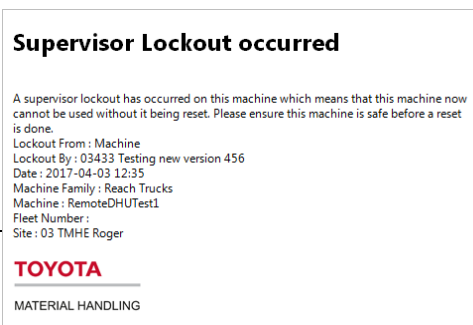 Supervisor Lockout occurred
A supervisor lockout has occurred on this machine which means that this machine now
cannot be used without it being reset. Please ensure this machine is safe before a reset
is done.
Lockout From : Machine
Lockout By : 03433 Testing new version 456
Date : 2017-04-03 12:35
Machine Family : Reach Trucks
Machine : RemoteDHUTest1
Fleet Number :
Site : 03 TMHE Roger
TOYOTA
MATERIAL HANDLING